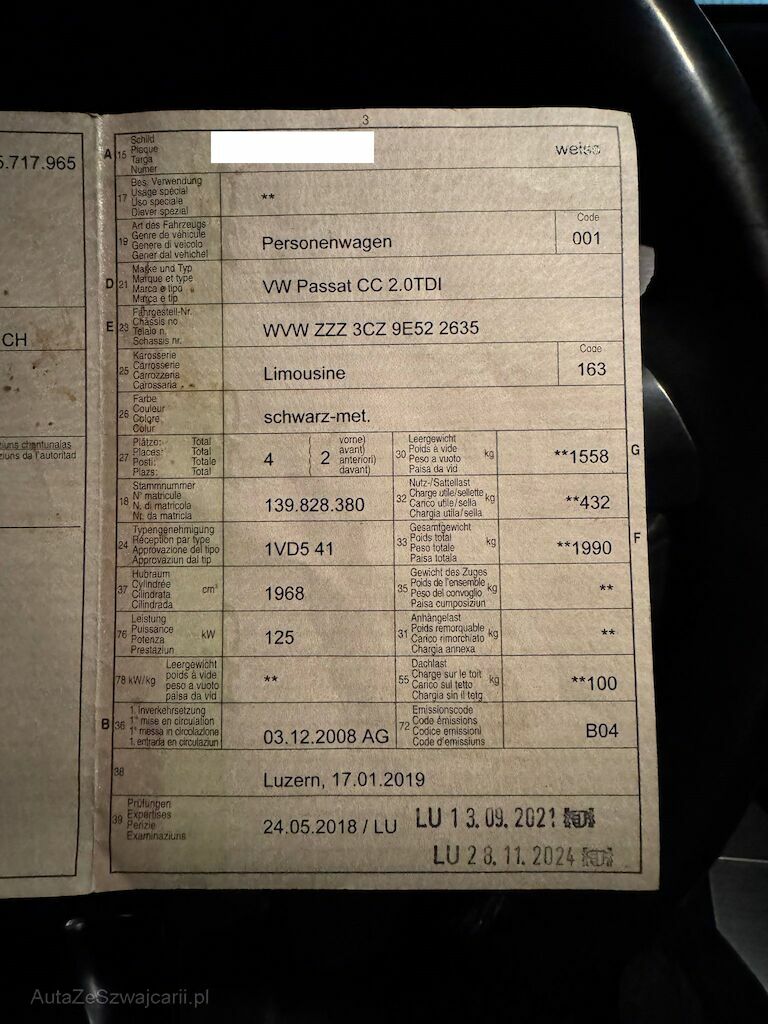 3
5.717.965
CH
ziuns chantunalas
ziuns da l'autoritad
A 15 Schild
Plaque
Targa
Numer
weiss
17 Bes. Verwendung
Usage spécial
Uso speciale
Diever spezial
**
19 Art des Fahrzeugs
Genre de véhicule
Genere di veicolo
Gener dal vehichel
Personenwagen
Code
001
D 21 Marke und Typ
Marque et type
Marca e tipo
Marca e tip
VW Passat CC 2.0TDI
E 23 Fahrgestell-Nr.
Châssis no
Telaio n.
Schassis nr.
WVW ZZZ 3CZ 9E52 2635
25 Karosserie
Carrosserie
Carrozzeria
Carossaria
Limousine
Code
163
26 Farbe
Couleur
Colore
Colur
schwarz-met.
27 Plätze: Total
Places: Total
Posti: Totale
Plazs: Total
4 ( 2 vorne)
avant)
anteriori)
davant)
30 Leergewicht
Poids à vide
Peso a vuoto
Paisa da vid
kg
**1558
G
18 Stammnummer
N° matricule
N. di matricola
Nr. da matricla
139.828.380
32 Nutz-/Sattellast
Charge utile/sellette
Carico utile/sella
Chargia utila/sella
kg
**432
24 Typengenehmigung
Réception par type
Approvazione del tipo
Approvaziun dal tip
1VD5 41
33 Gesamtgewicht
Poids total
Peso totale
Paisa totala
kg
**1990
F
37 Hubraum
Cylindrée
Cilindrata
Cilindrada
cm³
1968
35 Gewicht des Zuges
Poids de l'ensemble
Peso del convoglio
Paisa cumposiziun
kg
**
76 Leistung
Puissance
Potenza
Prestaziun
kW
125
31 Anhängelast
Poids remorquable
Carico rimorchiato
Chargia annexa
kg
**
78 kW/kg
Leergewicht
poids à vide
peso a vuoto
paisa da vid
**
55 Dachlast
Charge sur le toit
Carico sul tetto
Chargia sin il tetg
kg
**100
B 36 1. Inverkehrsetzung
1re mise en circulation
1a messa in circolazione
1. entrada en circulaziun
03.12.2008 AG
72 Emissionscode
Code émissions
Codice emissioni
Code d'emissiuns
B04
38
Luzern, 17.01.2019
39 Prüfungen
Expertises
Perizie
Examinaziuns
24.05.2018 / LU
LU 13.09.2021
LU 28.11.2024
AutaZeSzwajcarii.pl